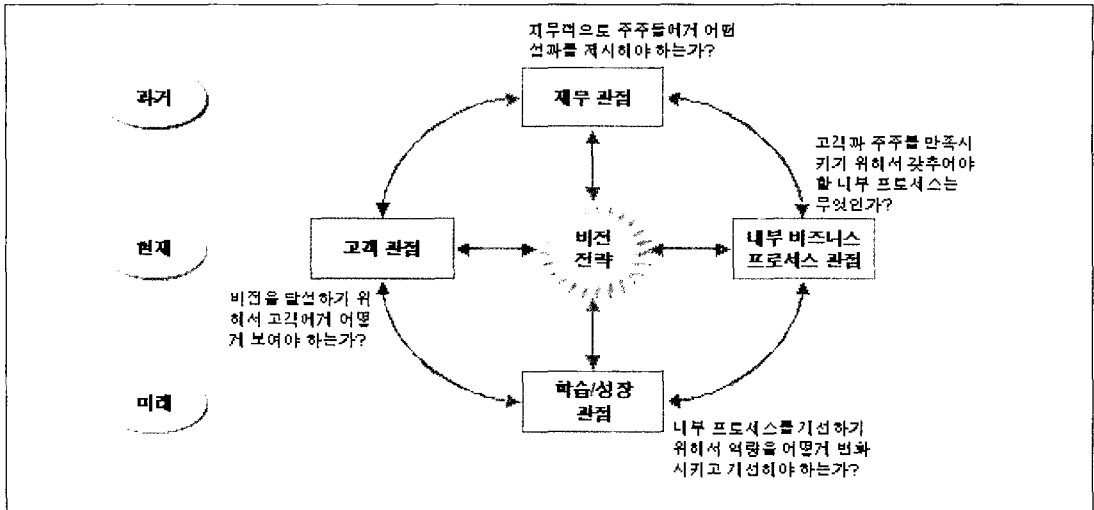 재무적으로 주주들에게 어떤
성과를 제시해야 하는가?
과거
재무 관점
고객과 주주를 만족시
키기 위해서 갖추어야
할 내부 프로세스는
무엇인가?
현재
고객 관점
비전
전략
내부 비즈니스
프로세스 관점
비전을 달성하기 위
해서 고객에게 어떻
게 보여야 하는가?
미래
학습/성장
관점
내부 프로세스를 개선하기
위해서 역량을 어떻게 변화
시키고 개선해야 하는가?